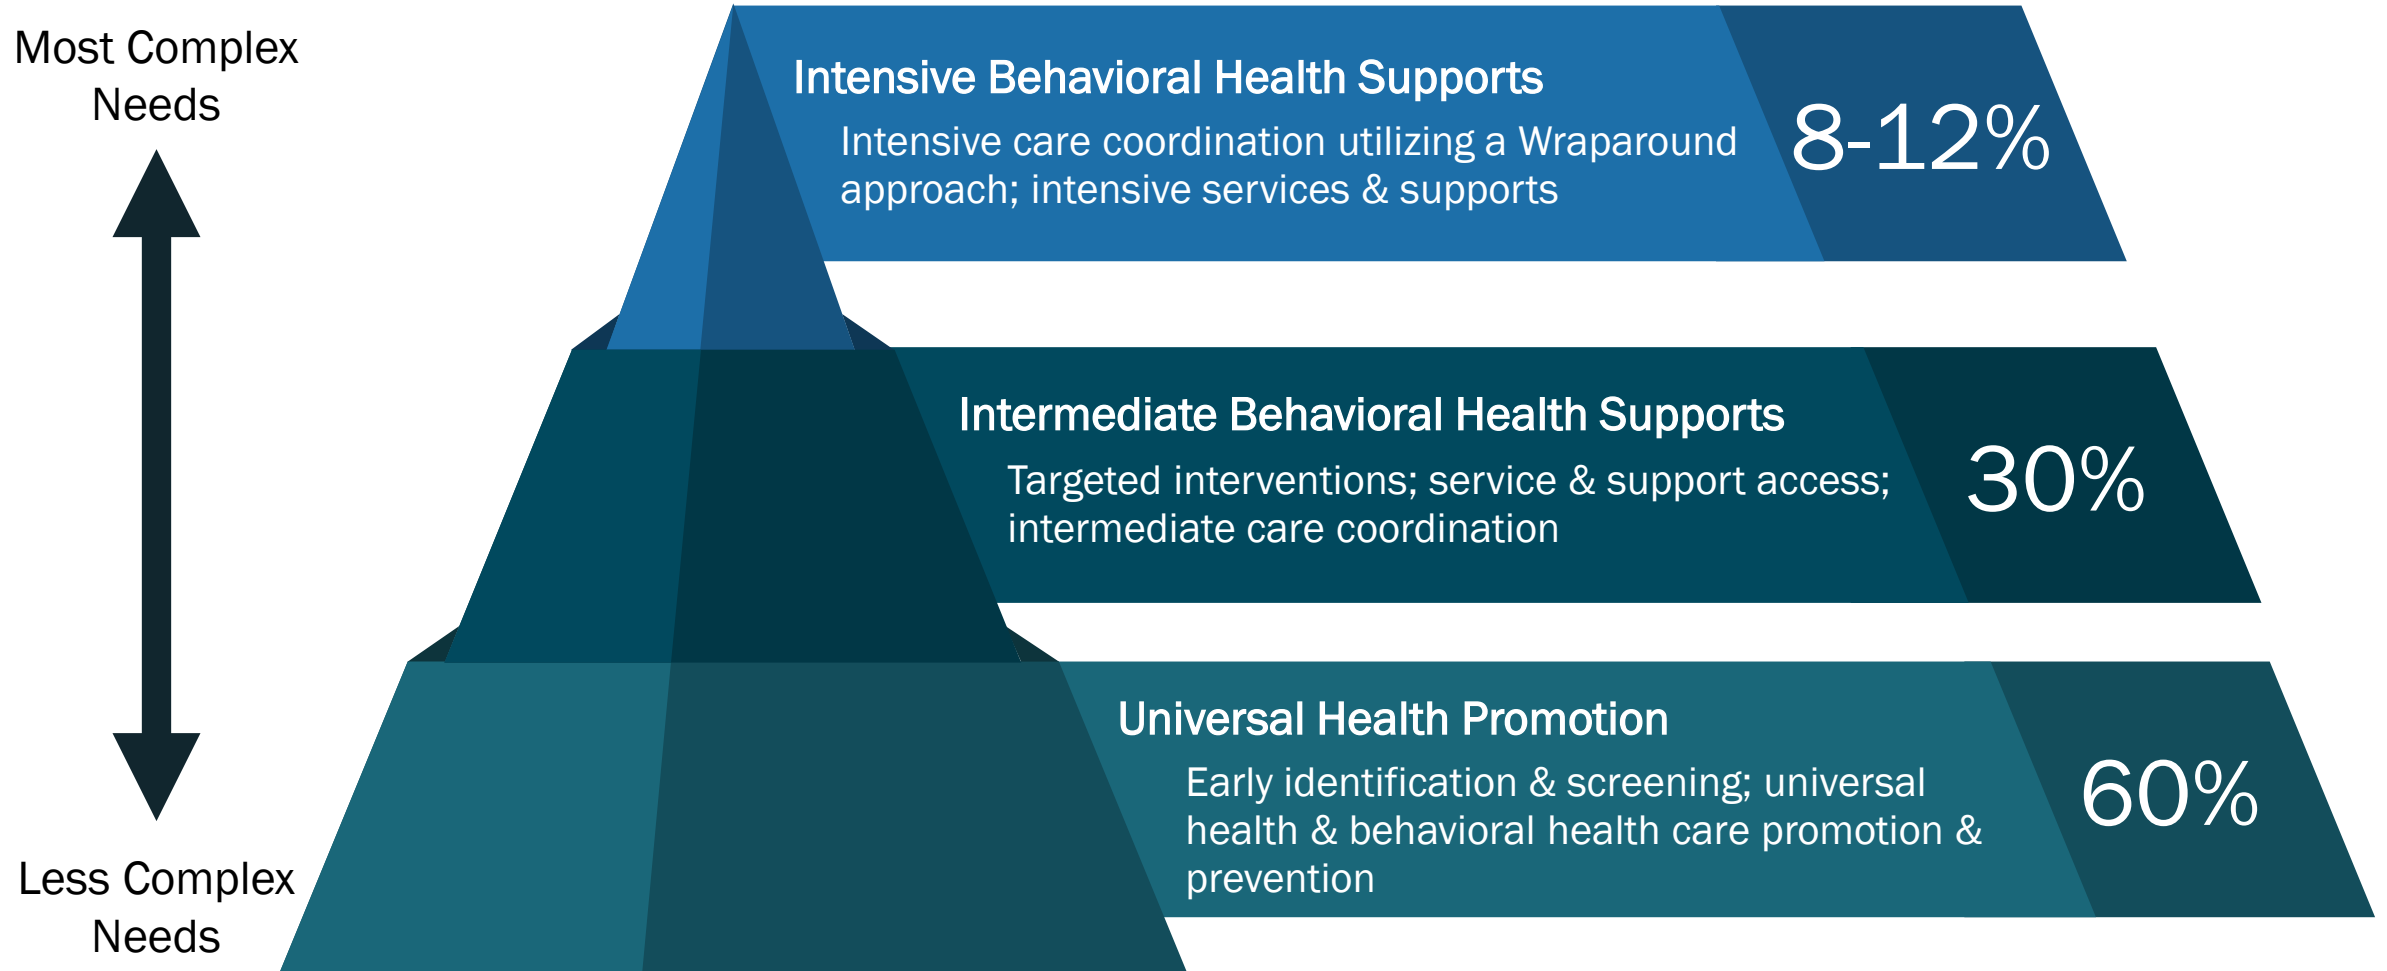 Most Complex
Needs
Intensive Behavioral Health Supports
Intensive care coordination utilizing a Wraparound
approach; intensive services & supports
8-12%
Intermediate Behavioral Health Supports
Targeted interventions; service & support access;
intermediate care coordination
30%
Universal Health Promotion
Early identification & screening; universal
health & behavioral health care promotion &
prevention
60%
Less Complex
Needs